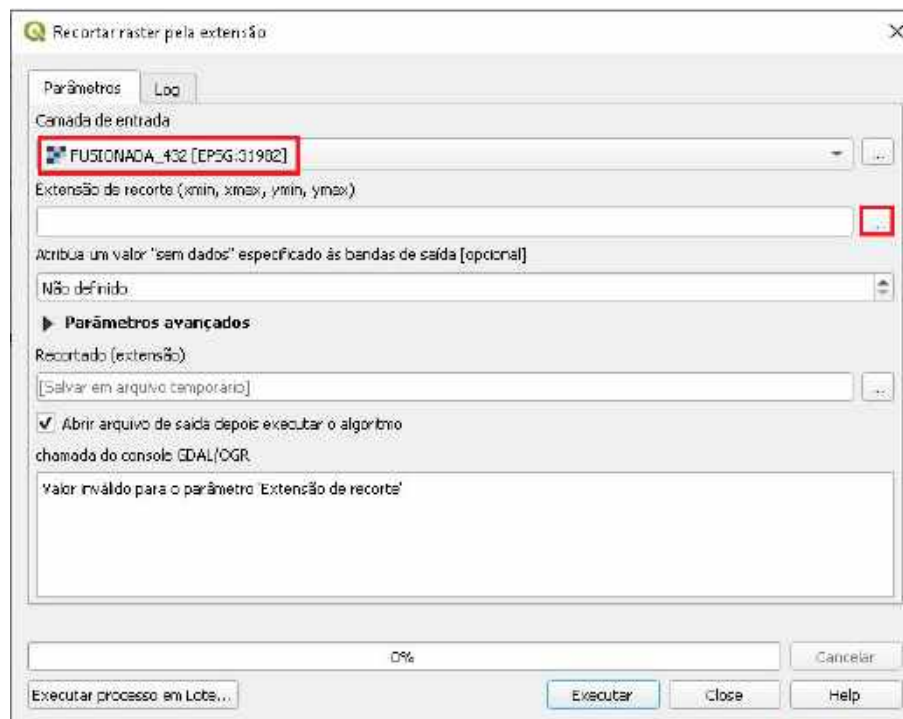 Recortar raster pela extensão
Parâmetros
Log
Camada de entrada
FUSIONADA_432 [EPSG:31982]
...
Extensão de recorte (xmin, xmax, ymin, ymax)
...
Atribua um valor "sem dados" especificado às bandas de saída [opcional]
Não definido
Parâmetros avançados
Recortado (extensão)
[Salvar em arquivo temporário]
...
Abrir arquivo de saída depois executar o algoritmo
chamada do console GDAL/OGR
Valor inválido para o parâmetro 'Extensão de recorte'
0%
Cancelar
Executar processo em Lote...
Executar
Close
Help